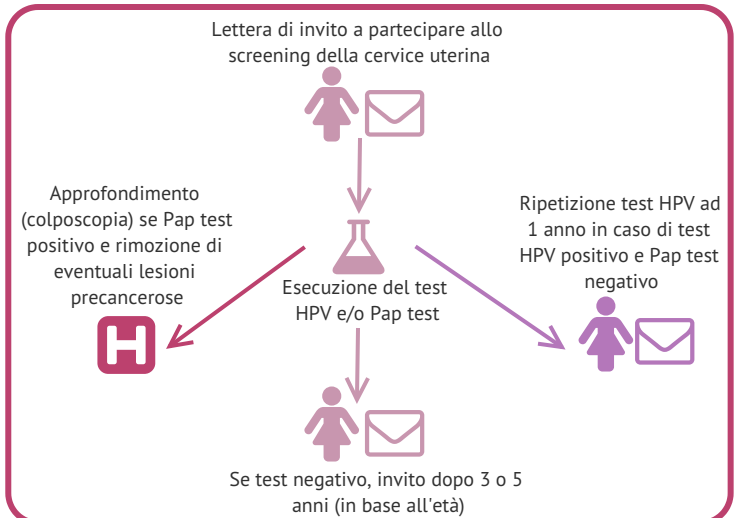 Lettera di invito a partecipare allo
screening della cervice uterina
Approfondimento
(colposcopia) se Pap test
positivo e rimozione di
eventuali lesioni
precancerose
Ripetizione test HPV ad
1 anno in caso di test
HPV positivo e Pap test
negativo
Esecuzione del test
HPV e/o Pap test
H
Se test negativo, invito dopo 3 o 5
anni (in base all'età)